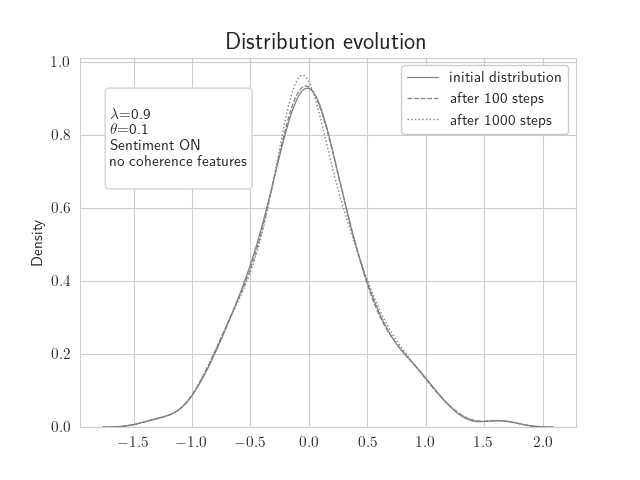 Distribution evolution
1.0
0.8
0.6
0.4
0.2
0.0
Density
λ=0.9
θ=0.1
Sentiment ON
no coherence features
initial distribution
after 100 steps
after 1000 steps
−1.5 −1.0 −0.5 0.0 0.5 1.0 1.5 2.0